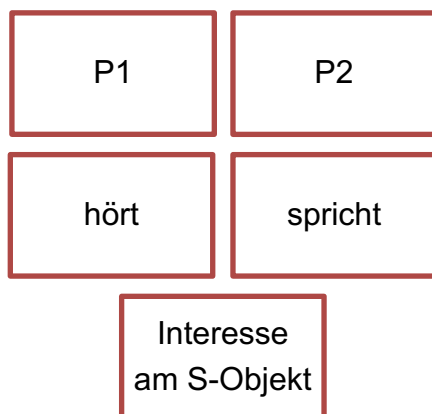 P1
P2
hört
spricht
Interesse
am S-Objekt